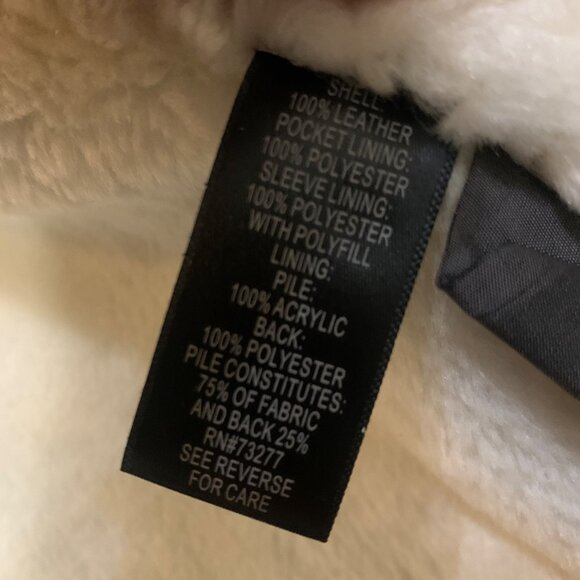 SHELL:
100% LEATHER
POCKET LINING:
100% POLYESTER
SLEEVE LINING:
100% POLYESTER
WITH POLYFILL
LINING:
PILE:
100% ACRYLIC
BACK:
100% POLYESTER
PILE CONSTITUTES:
75% OF FABRIC
AND BACK 25%
RN#73277
SEE REVERSE
FOR CARE